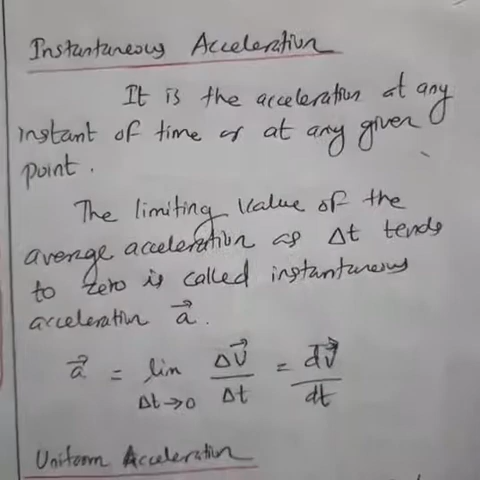 Instantaneous Acceleration
It is the acceleration at any
instant of time or at any given
point.
The limiting value of the
average acceleration as Δt tends
to zero is called instantaneous
acceleration a⃗.
a⃗ = lim Δt→0 Δv⃗/Δt = dv⃗/dt
Uniform Acceleration